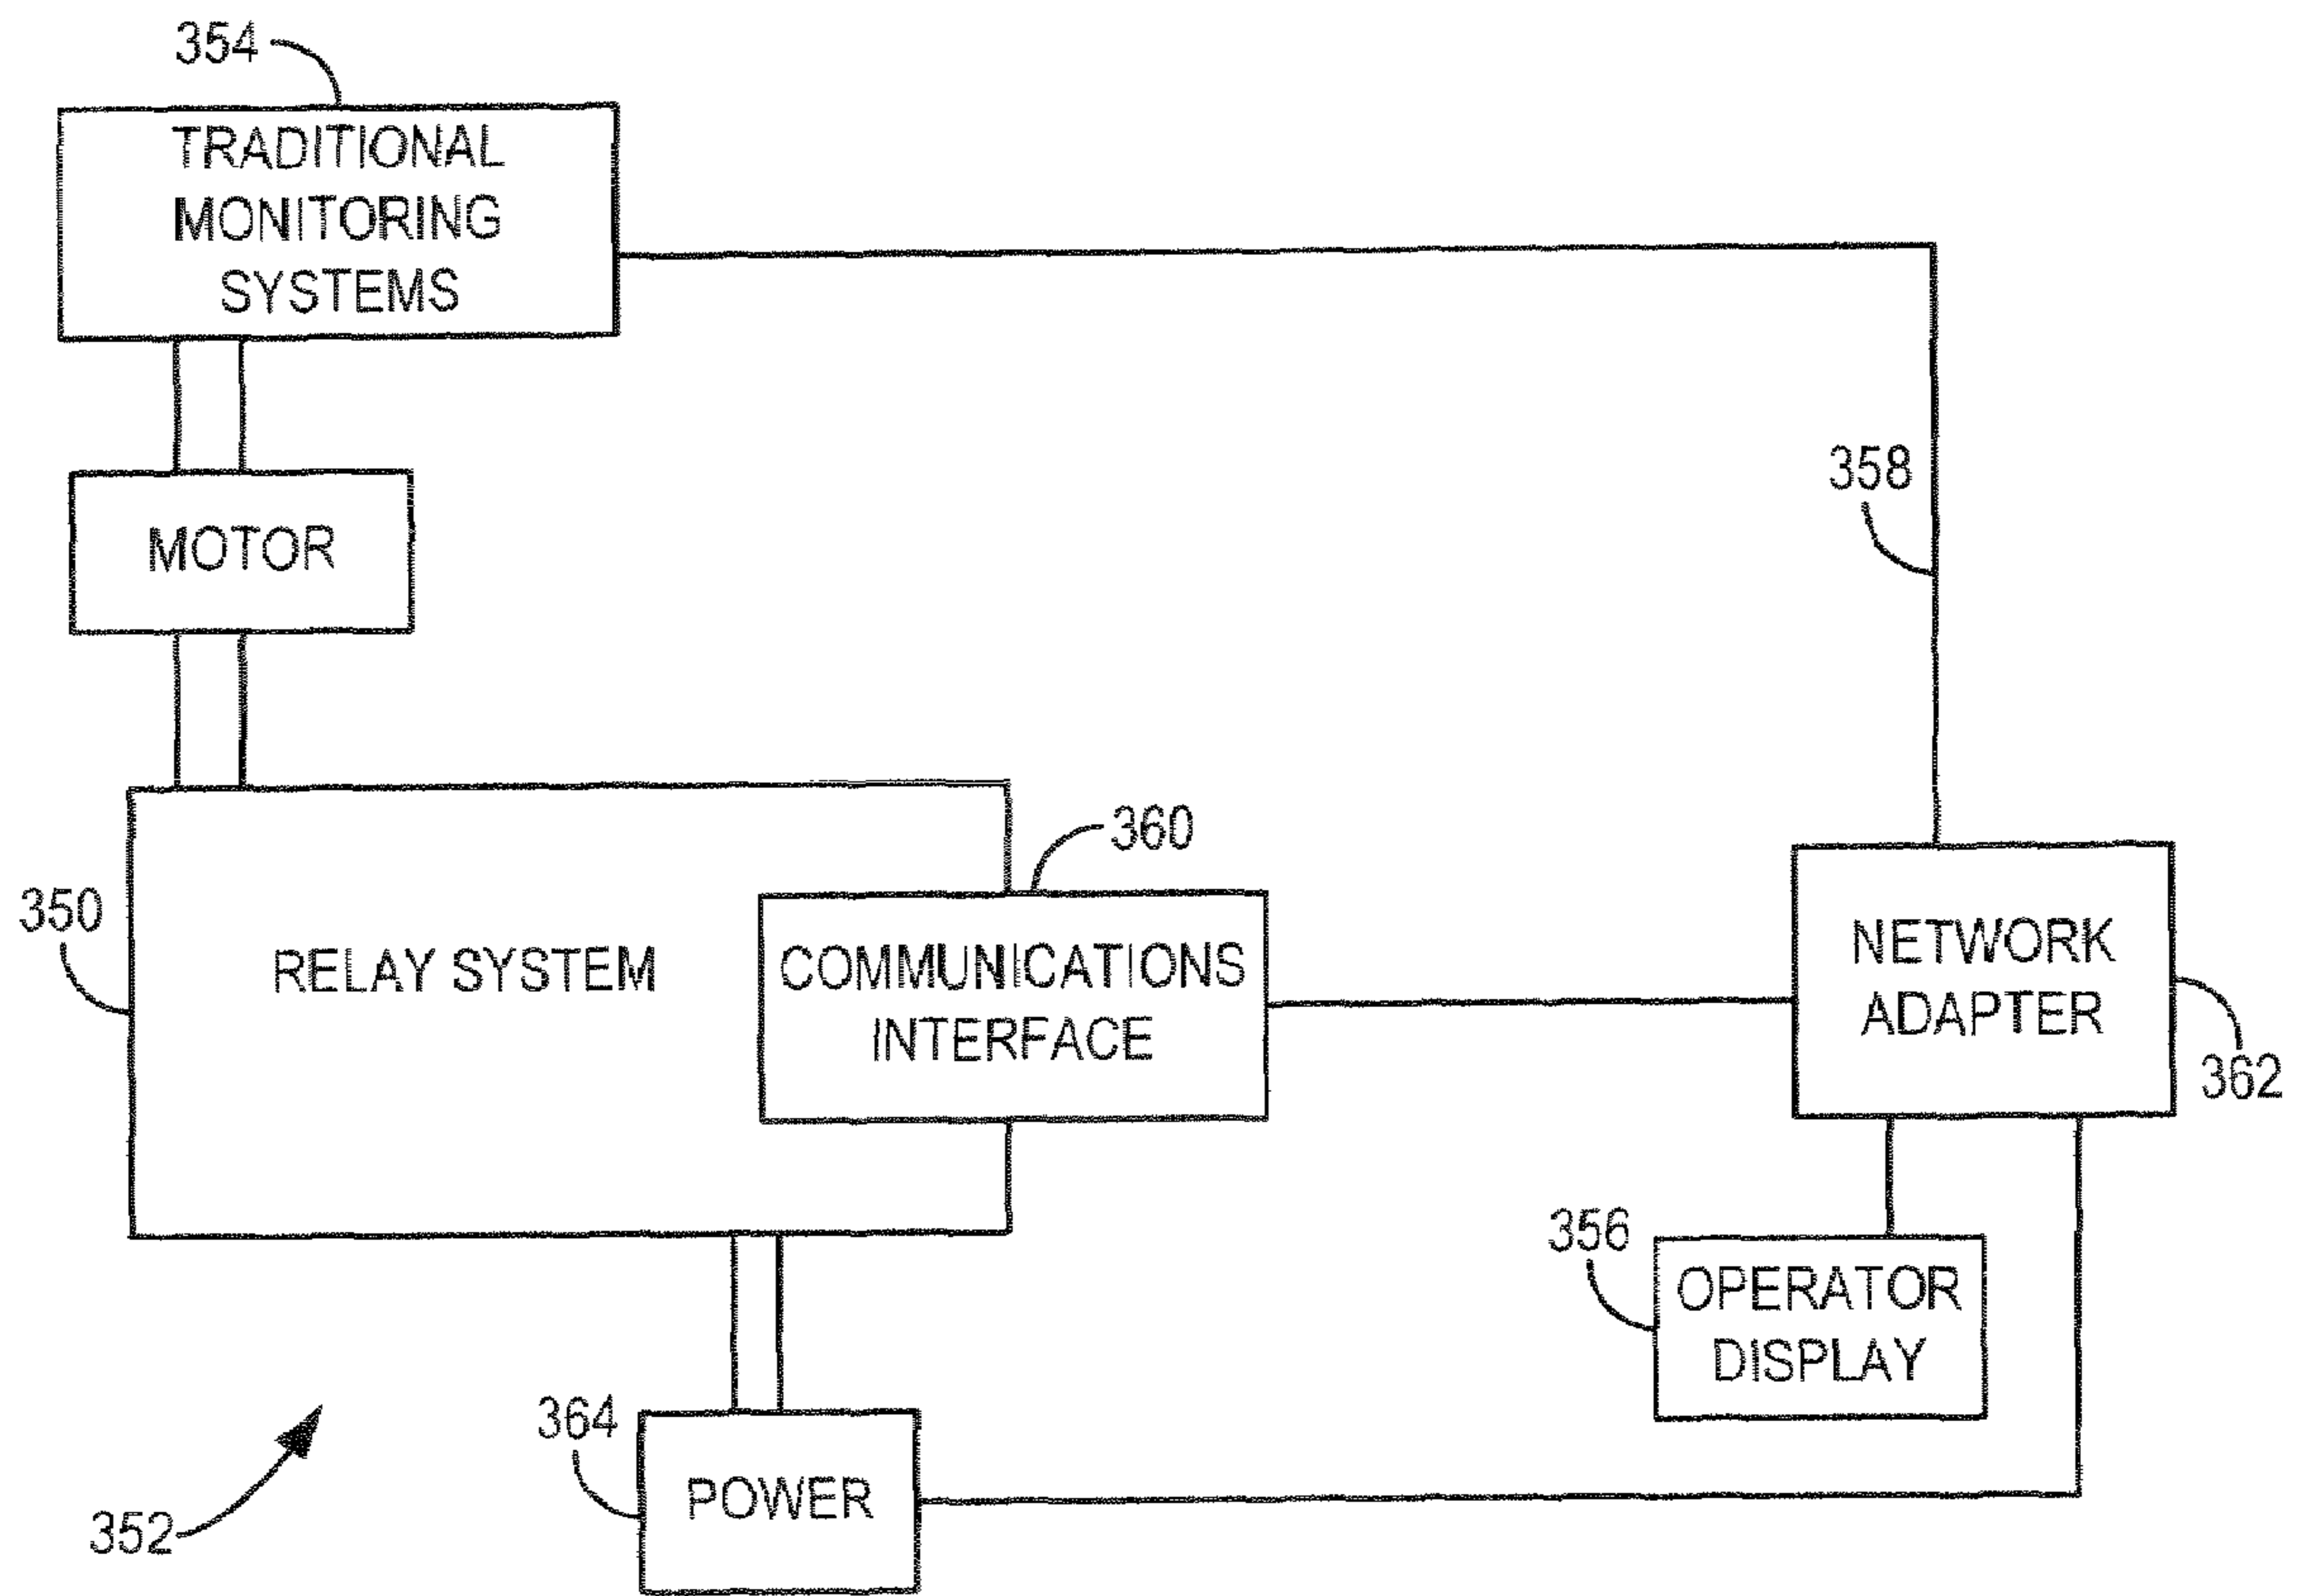 354
TRADITIONAL
MONITORING
SYSTEMS
358
MOTOR
360
350
RELAY SYSTEM
COMMUNICATIONS
INTERFACE
NETWORK
ADAPTER
362
356
OPERATOR
DISPLAY
364
POWER
352